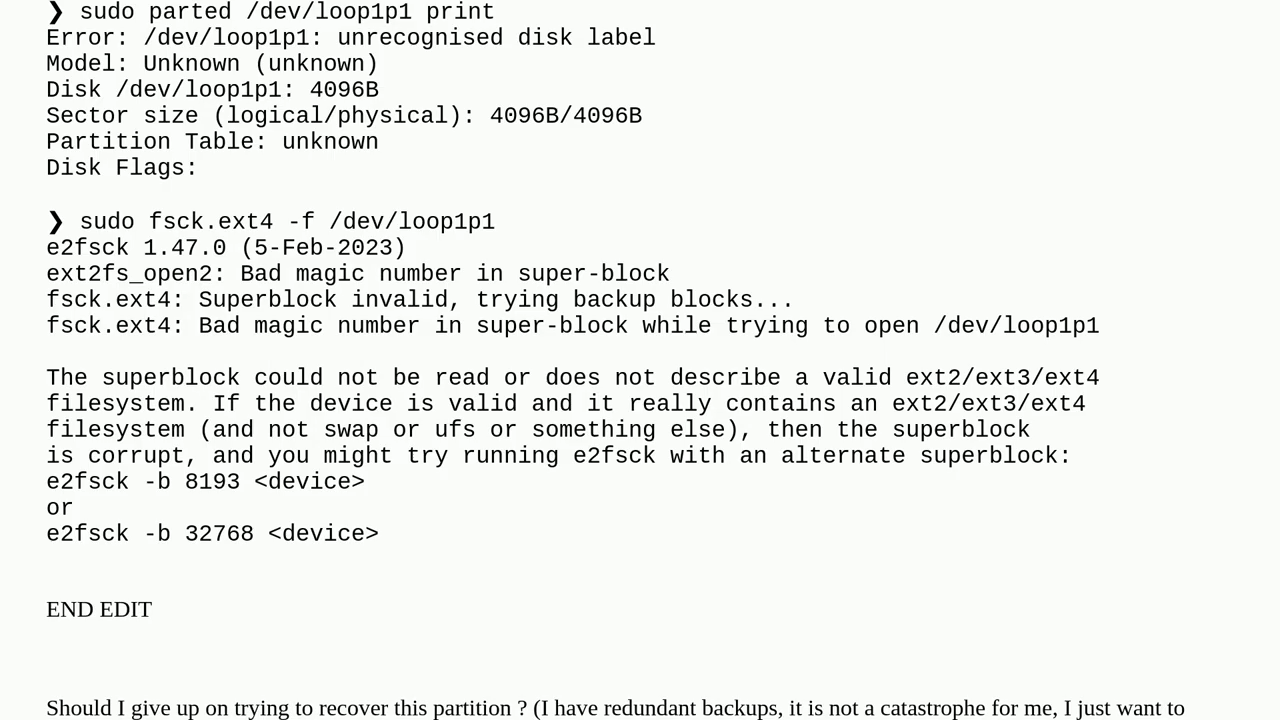 ❯ sudo parted /dev/loop1p1 print
Error: /dev/loop1p1: unrecognised disk label
Model: Unknown (unknown)
Disk /dev/loop1p1: 4096B
Sector size (logical/physical): 4096B/4096B
Partition Table: unknown
Disk Flags:
❯ sudo fsck.ext4 -f /dev/loop1p1
e2fsck 1.47.0 (5-Feb-2023)
ext2fs_open2: Bad magic number in super-block
fsck.ext4: Superblock invalid, trying backup blocks...
fsck.ext4: Bad magic number in super-block while trying to open /dev/loop1p1
The superblock could not be read or does not describe a valid ext2/ext3/ext4
filesystem. If the device is valid and it really contains an ext2/ext3/ext4
filesystem (and not swap or ufs or something else), then the superblock
is corrupt, and you might try running e2fsck with an alternate superblock:
e2fsck -b 8193 <device>
or
e2fsck -b 32768 <device>
END EDIT
Should I give up on trying to recover this partition ? (I have redundant backups, it is not a catastrophe for me, I just want to